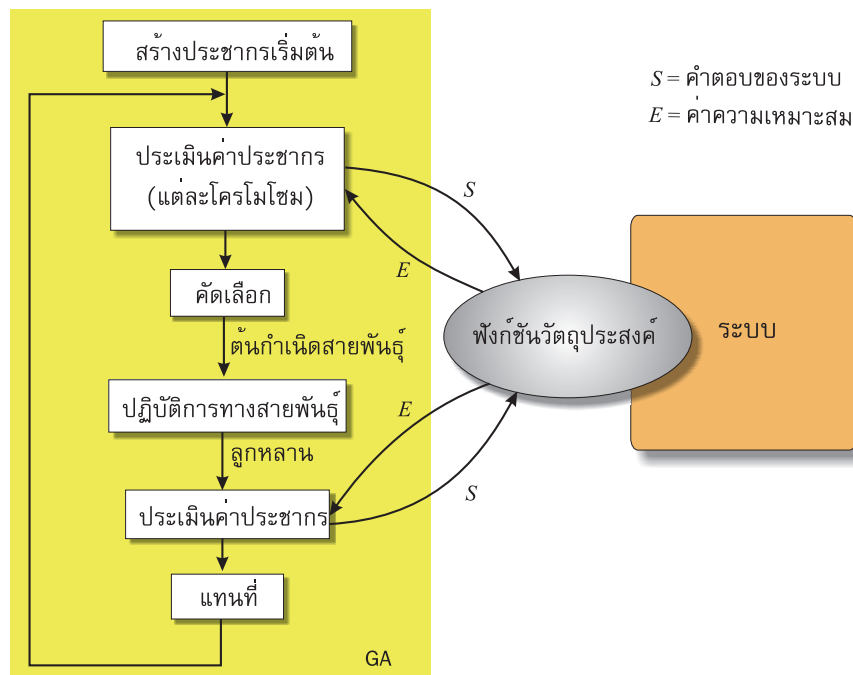 สร้างประชากรเริ่มต้น
S = คำตอบของระบบ
E = ค่าความเหมาะสม
ประเมินค่าประชากร
(แต่ละโครโมโซม)
S
E
คัดเลือก
ต้นกำเนิดสายพันธุ์
ฟังก์ชันวัตถุประสงค์
ระบบ
ปฏิบัติการทางสายพันธุ์
E
ลูกหลาน
S
ประเมินค่าประชากร
แทนที่
GA